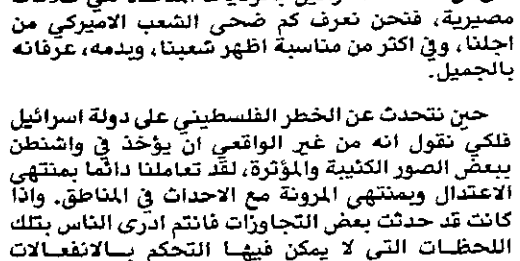 مصيرية، فنحن نعرف كم ضحى الشعب الاميركي من
اجلنا، وفي اكثر من مناسبة اظهر شعبنا، وبدمه، عرفانه
بالجميل.
حين نتحدث عن الخطر الفلسطيني على دولة اسرائيل
فلكي نقول انه من غير الواقعي ان يؤخذ في واشنطن
ببعض الصور الكئيبة والمؤثرة، لقد تعاملنا دائما بمنتهى
الاعتدال وبمنتهى المرونة مع الاحداث في المناطق. واذا
كانت قد حدثت بعض التجاوزات فانتم ادرى الناس بتلك
اللحظات التي لا يمكن فيها التحكم بالانفعالات